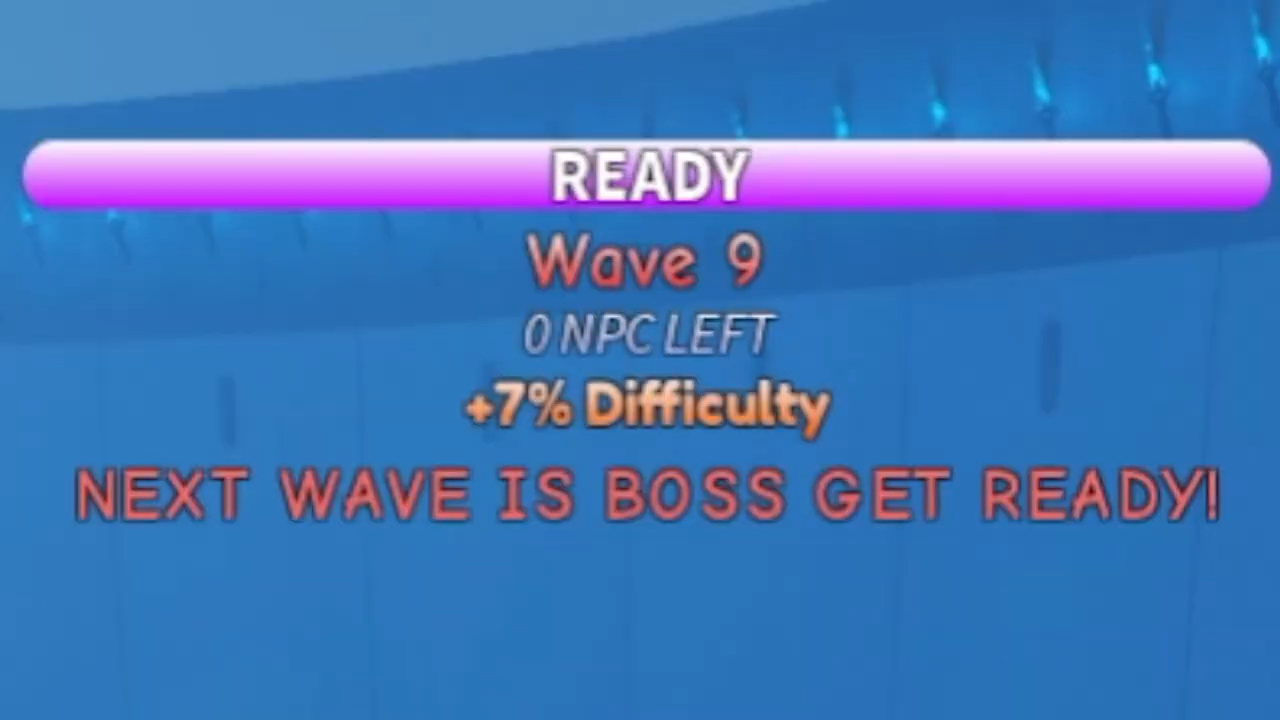 READY
Wave 9
0 NPC LEFT
+7% Difficulty
NEXT WAVE IS BOSS GET READY!